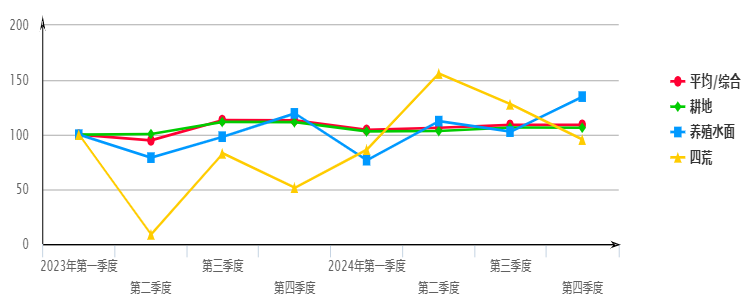 200
150
100
50
0
2023年第一季度
第二季度
第三季度
第四季度
2024年第一季度
第二季度
第三季度
第四季度
平均/综合
耕地
养殖水面
四荒